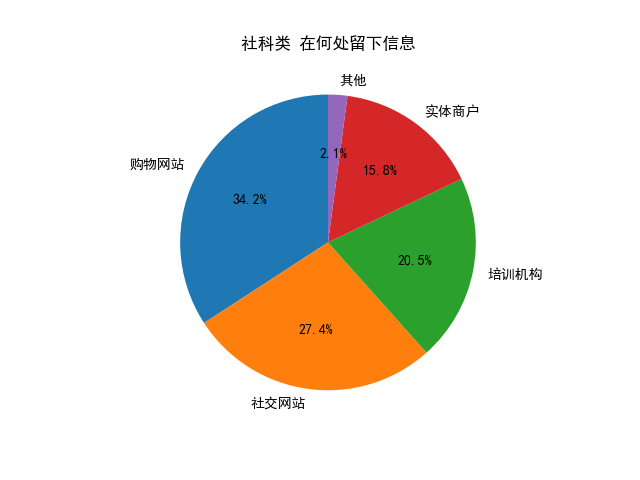 社科类 在何处留下信息
其他
实体商户
购物网站
2.1%
15.8%
34.2%
20.5%
培训机构
27.4%
社交网站